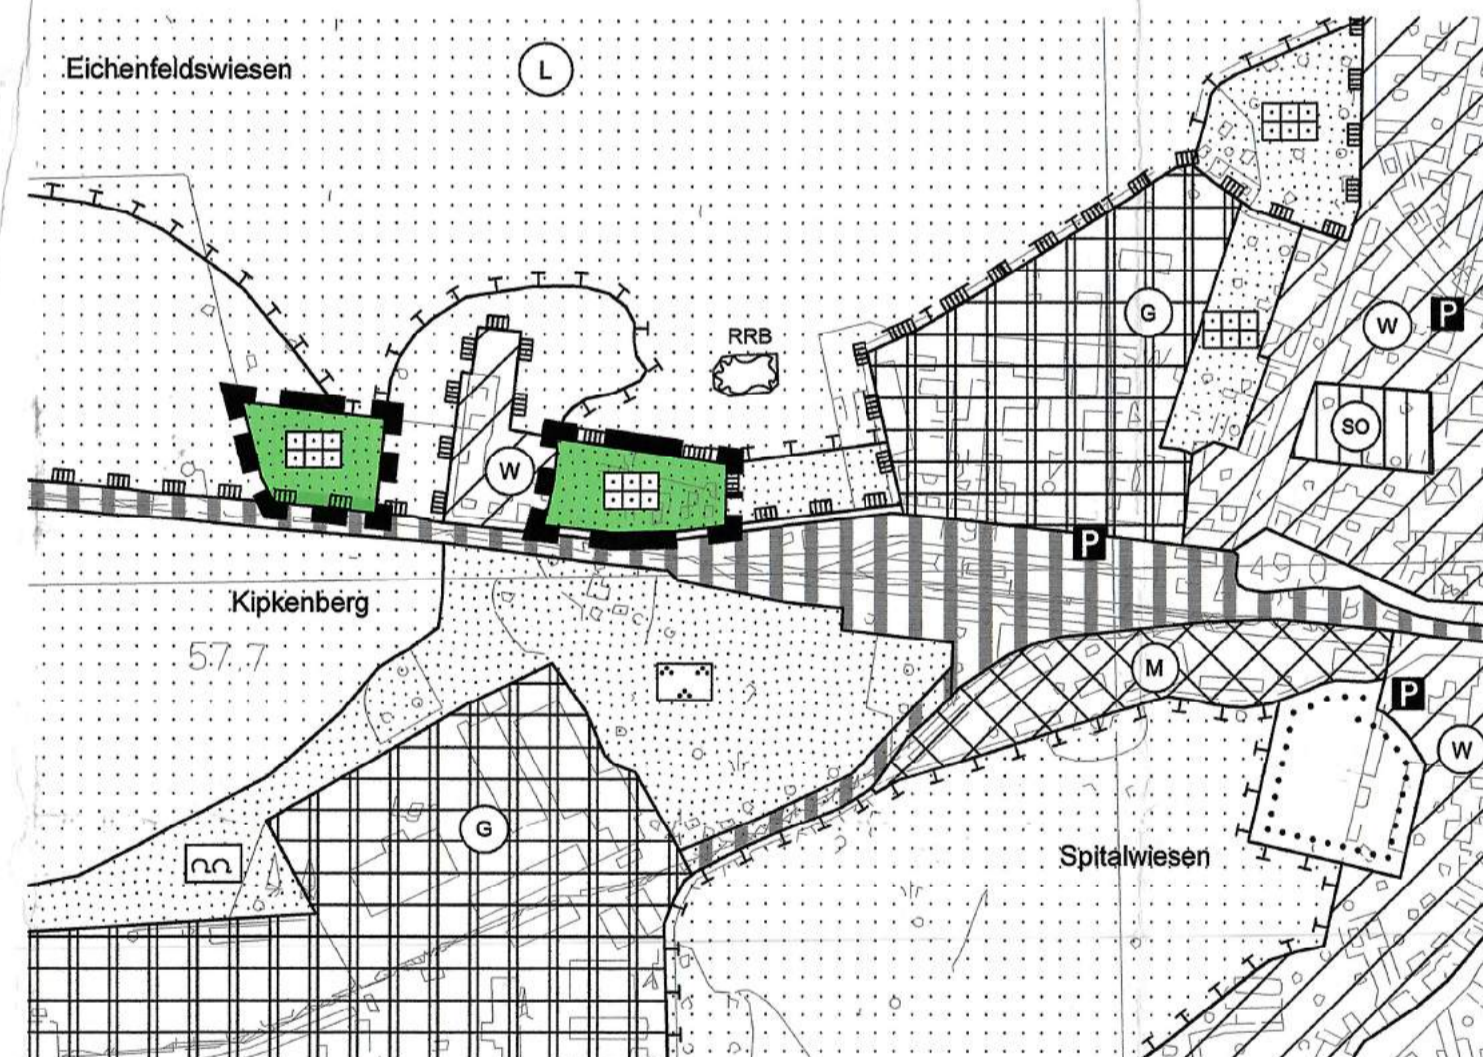 Eichenfeldswiesen
L
G
W
P
RRB
SO
W
P
49,0
Kipkenberg
57.7
M
P
W
G
Spitalwiesen